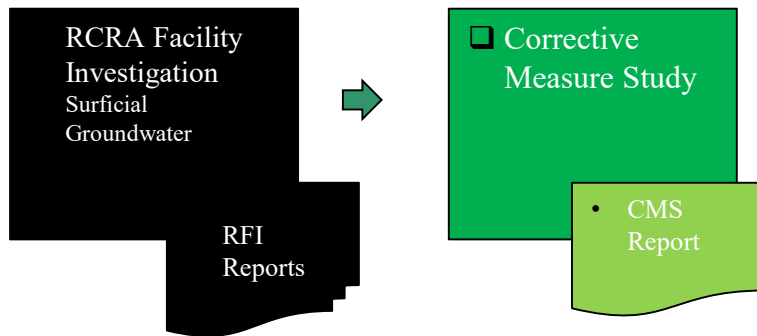 RCRA Facility
Investigation
Surficial
Groundwater
RFI
Reports
❑ Corrective
Measure Study
• CMS
Report